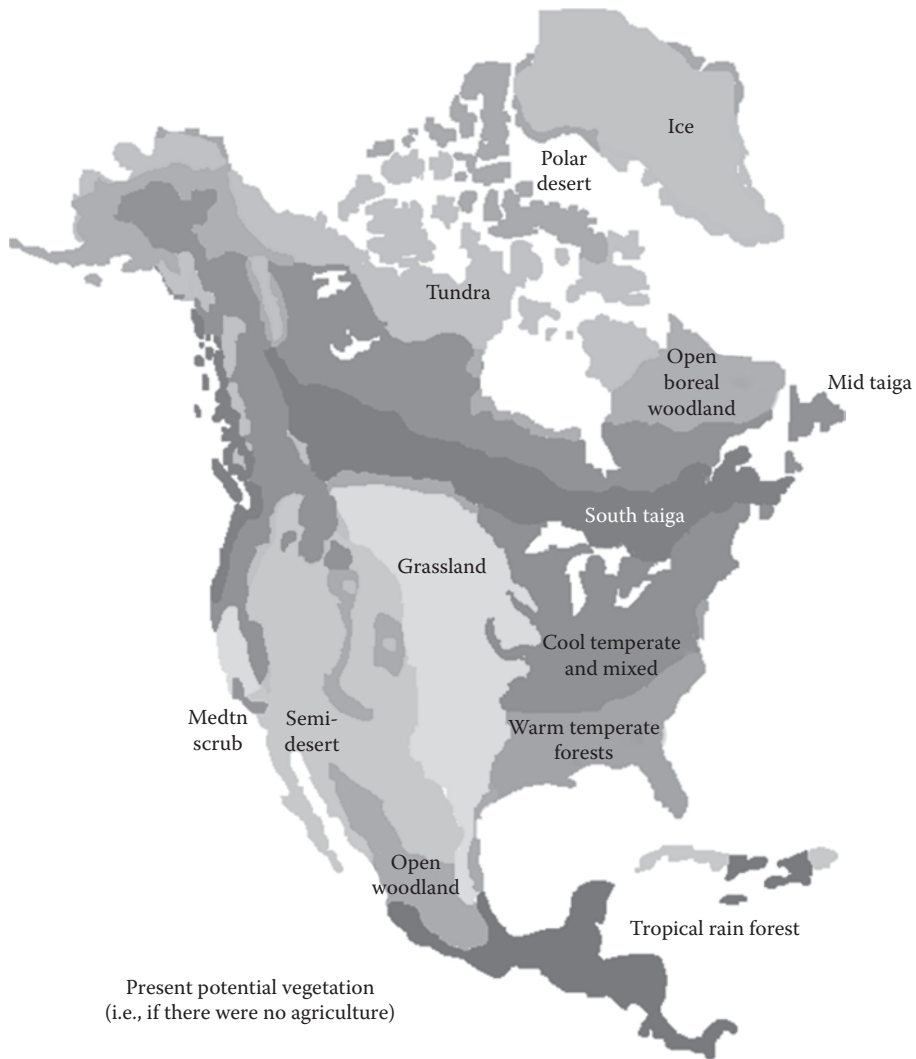 Ice
Polar
desert
Tundra
Open
boreal
woodland
Mid taiga
South taiga
Grassland
Cool temperate
and mixed
Medtn
scrub
Semi-
desert
Warm temperate
forests
Open
woodland
Tropical rain forest
Present potential vegetation
(i.e., if there were no agriculture)